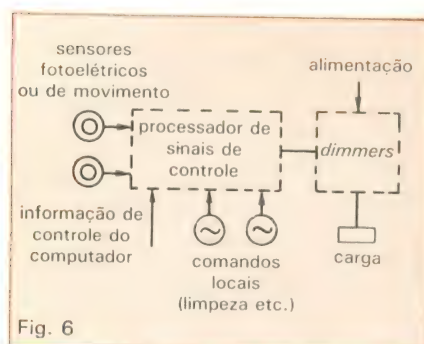 sensores
fotoelétricos
ou de movimento
alimentação
processador de
sinais de
controle
dimmers
informação de
controle do
computador
comandos
locais
(limpeza etc.)
carga
Fig. 6